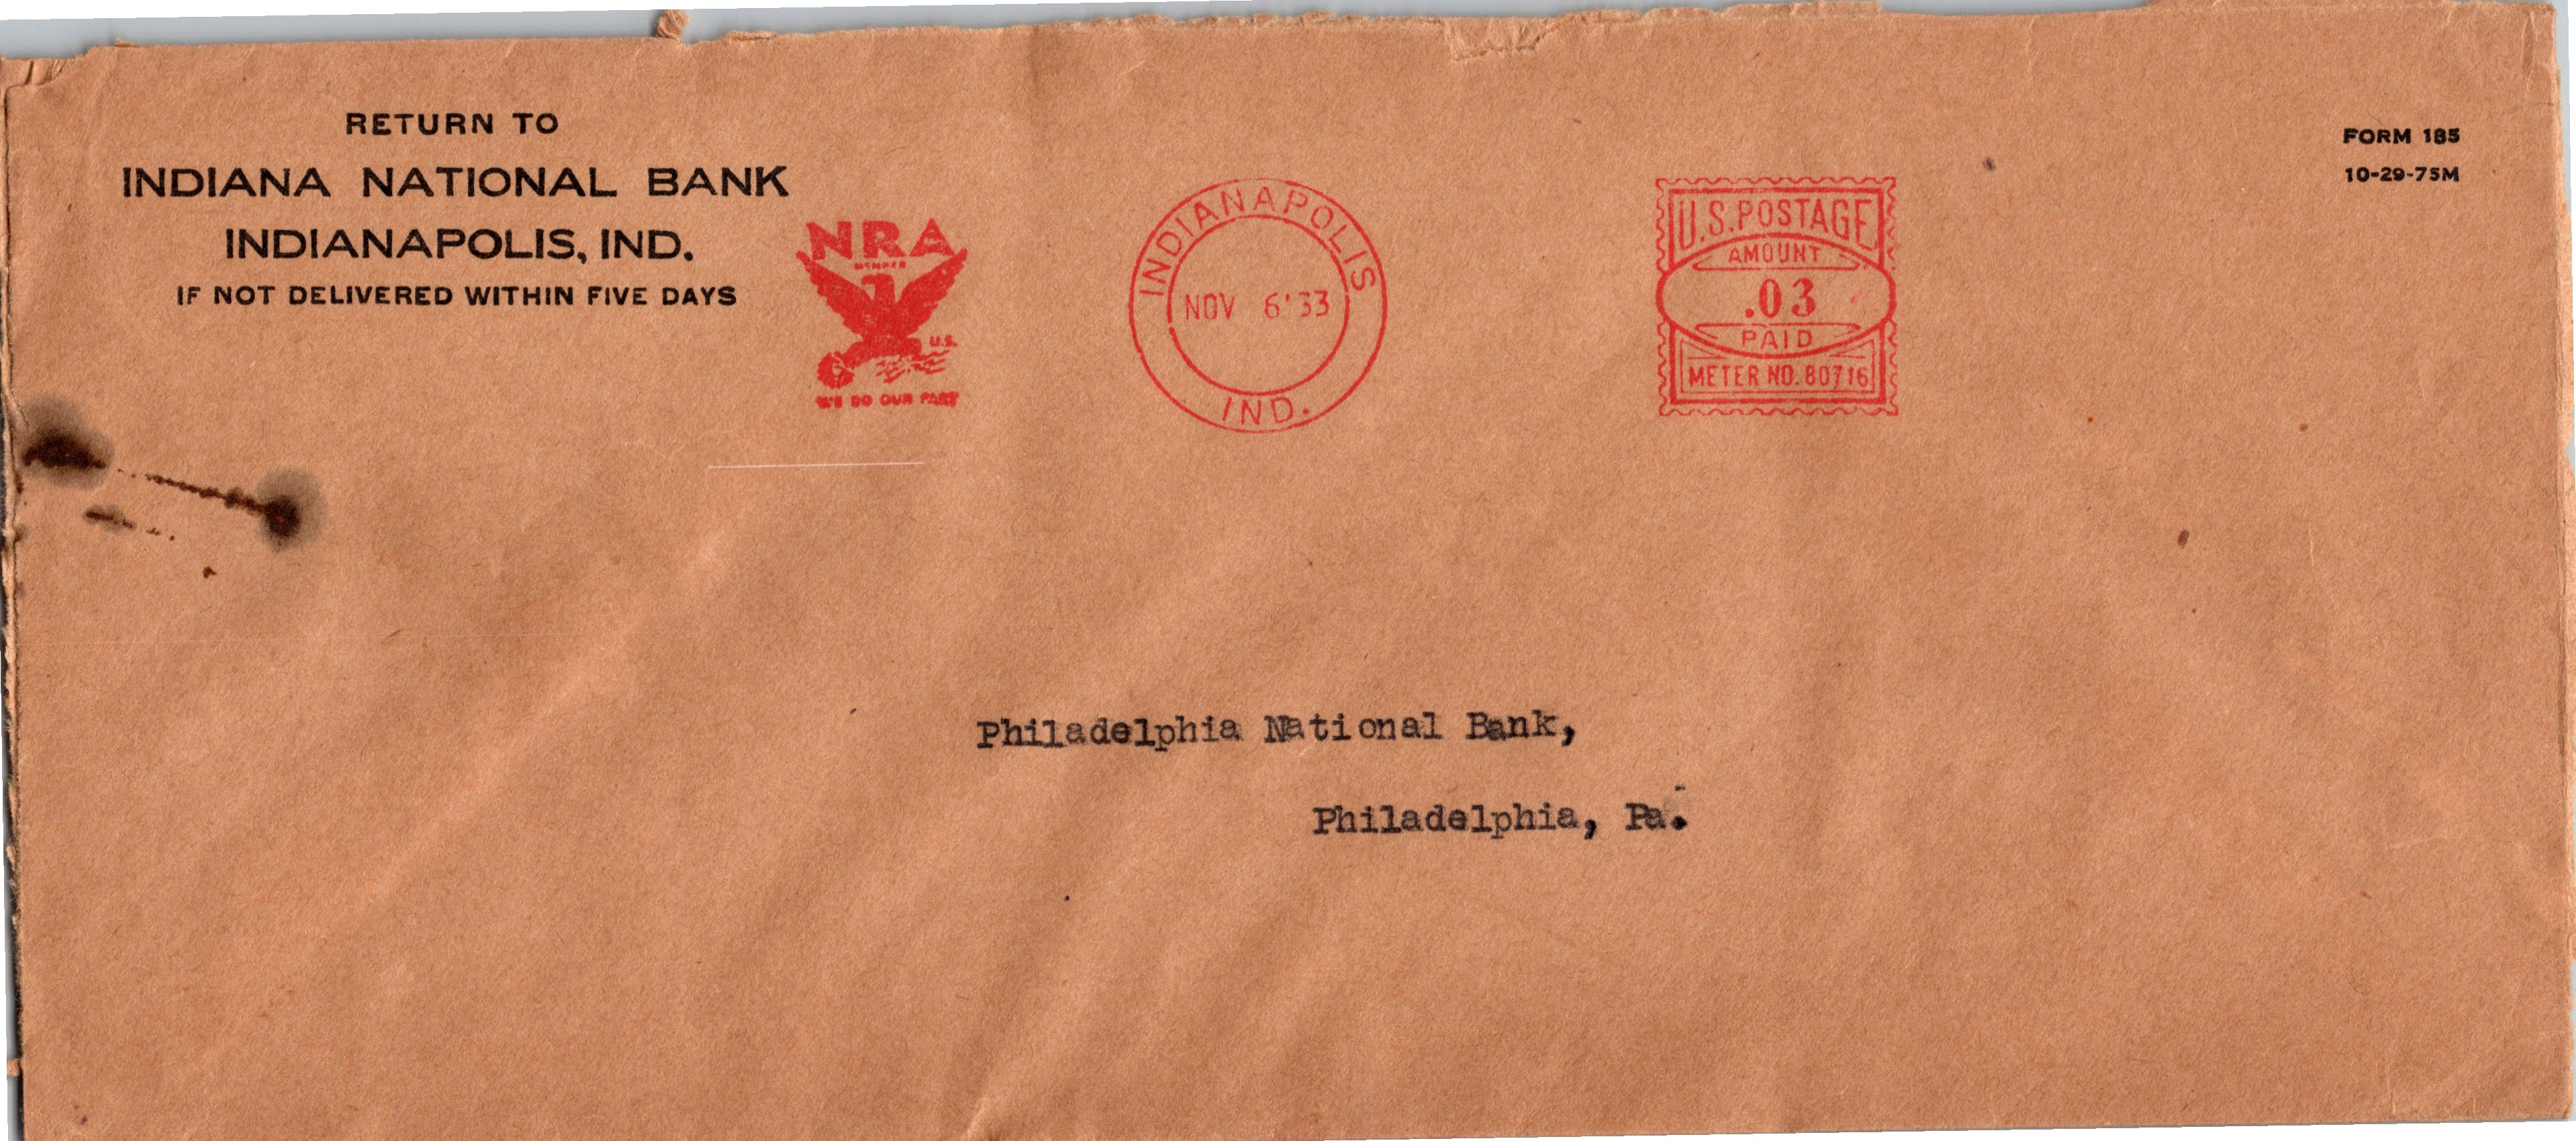 RETURN TO
INDIANA NATIONAL BANK
INDIANAPOLIS, IND.
IF NOT DELIVERED WITHIN FIVE DAYS
NRA
MEMBER
U.S.
WE DO OUR PART
INDIANAPOLIS
NOV 6'33
IND.
U.S. POSTAGE
AMOUNT
.03
PAID
METER NO. 80716
FORM 185
10-29-75M
Philadelphia National Bank,
Philadelphia, Pa.